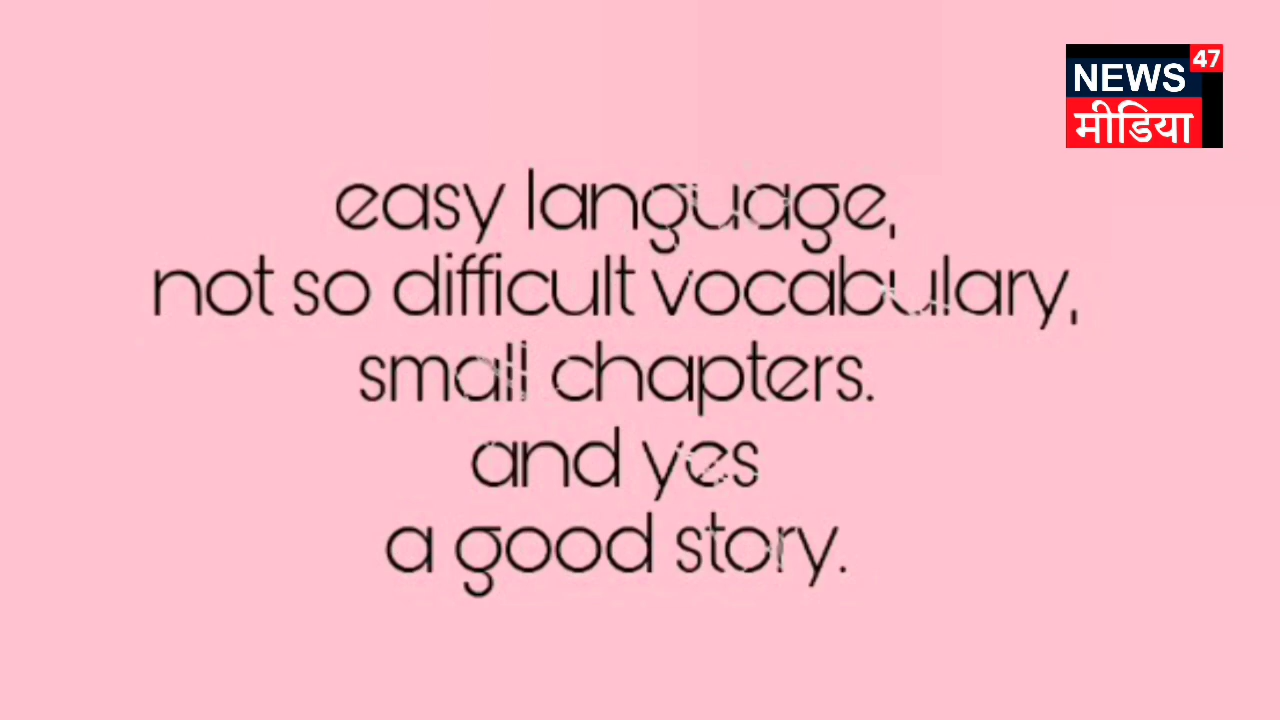 47
NEWS
मीडिया
easy language,
not so difficult vocabulary,
small chapters.
and yes
a good story.